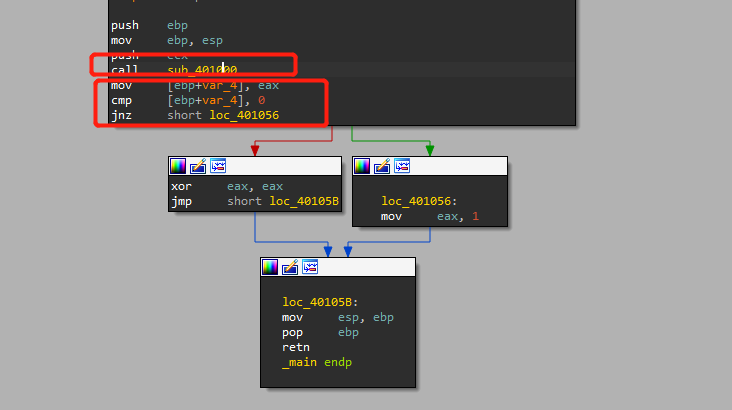 push ebp
mov ebp, esp
push ecx
call sub_401000
mov [ebp+var_4], eax
cmp [ebp+var_4], 0
jnz short loc_401056
xor eax, eax
jmp short loc_40105B
loc_401056:
mov eax, 1
loc_40105B:
mov esp, ebp
pop ebp
retn
_main endp